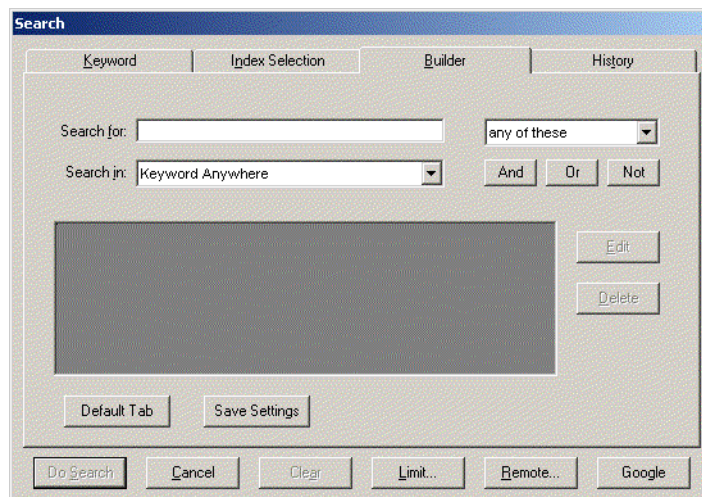 Search
Keyword Index Selection Builder History
Search for: any of these
Search in: Keyword Anywhere And Or Not
Edit
Delete
Default Tab Save Settings
Do Search Cancel Clear Limit... Remote... Google